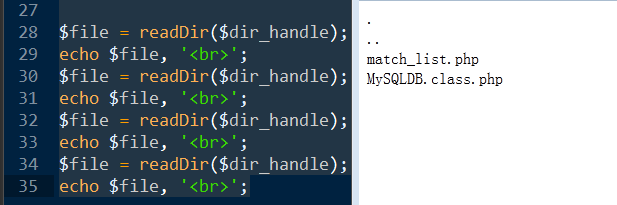 27
28 $file = readDir($dir_handle);
29 echo $file, '<br>';
30 $file = readDir($dir_handle);
31 echo $file, '<br>';
32 $file = readDir($dir_handle);
33 echo $file, '<br>';
34 $file = readDir($dir_handle);
35 echo $file, '<br>';
.
..
match_list.php
MySQLDB.class.php